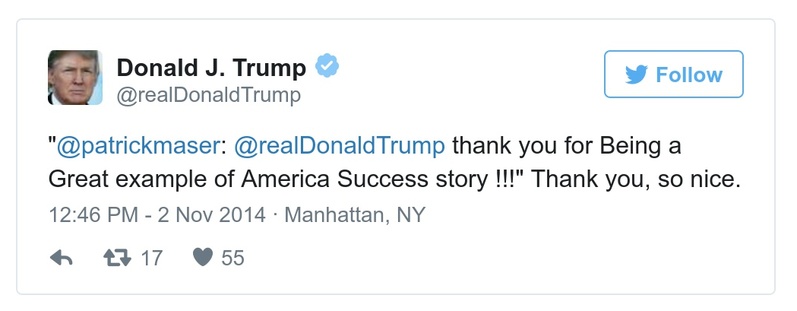 Donald J. Trump
@realDonaldTrump
Follow
"@patrickmaser: @realDonaldTrump thank you for Being a
Great example of America Success story !!!" Thank you, so nice.
12:46 PM - 2 Nov 2014 · Manhattan, NY
17 55